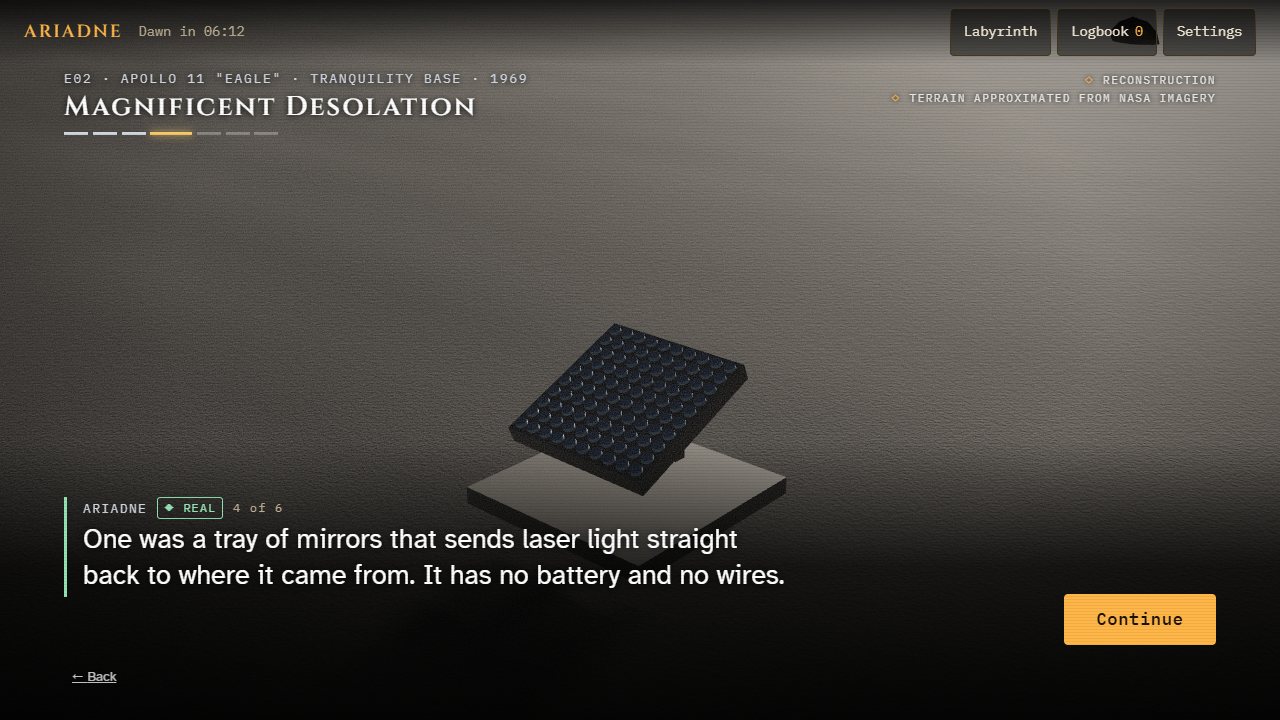 ARIADNE Dawn in 06:12
Labyrinth Logbook 0 Settings
E02 · APOLLO 11 "EAGLE" · TRANQUILITY BASE · 1969
Magnificent Desolation
◇ RECONSTRUCTION
◇ TERRAIN APPROXIMATED FROM NASA IMAGERY
ARIADNE ◆ REAL 4 of 6
One was a tray of mirrors that sends laser light straight
back to where it came from. It has no battery and no wires.
Continue
← Back